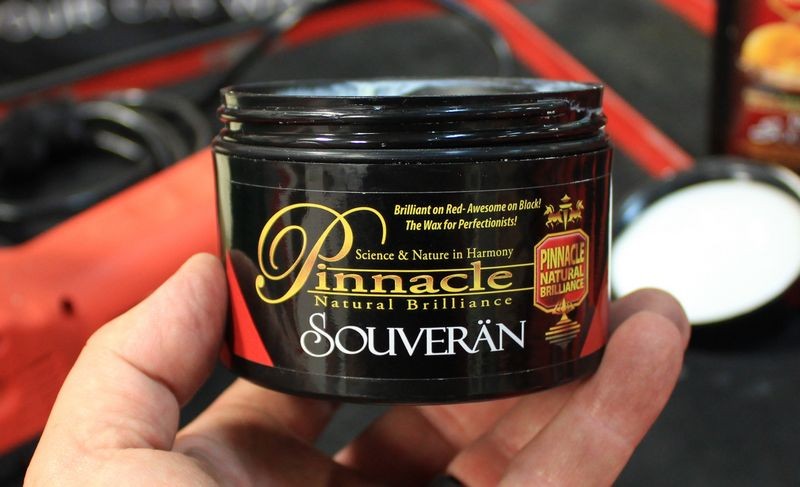 Brilliant on Red- Awesome on Black!
The Wax for Perfectionists!
Science & Nature in Harmony
Pinnacle
Natural Brilliance
SOUVERÄN
PINNACLE
NATURAL
BRILLIANCE